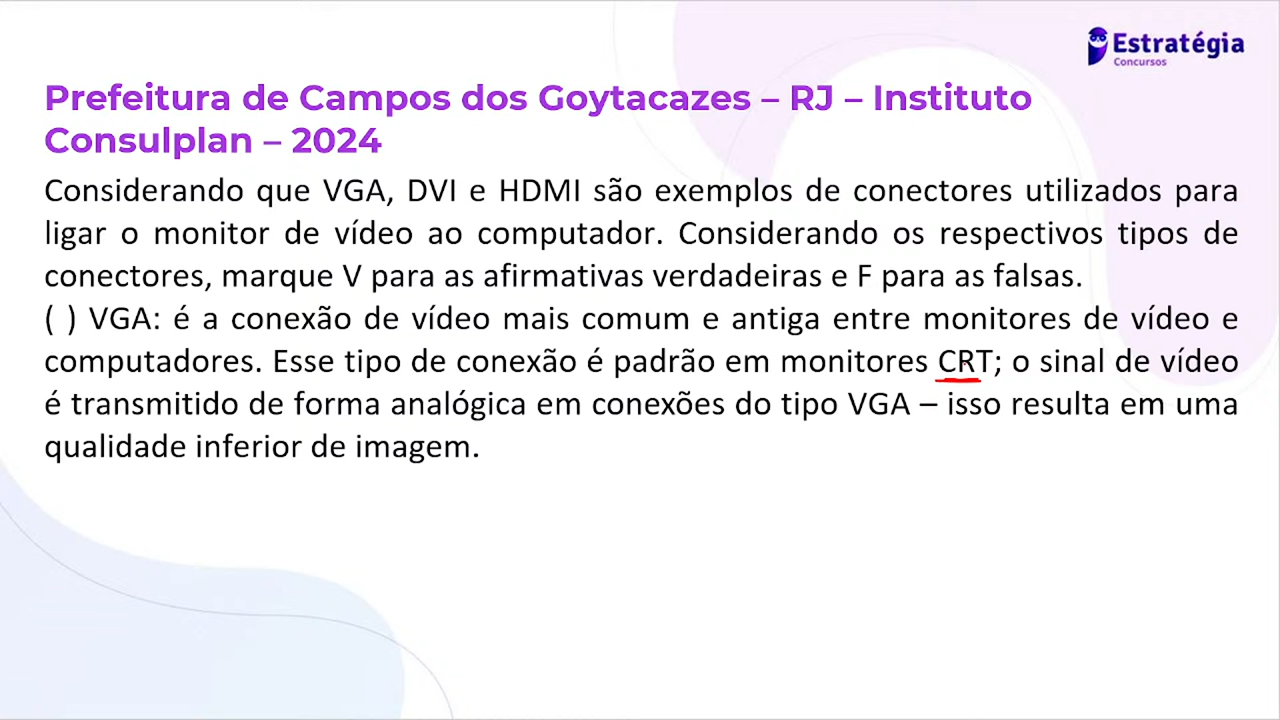 Estratégia
Concursos
Prefeitura de Campos dos Goytacazes – RJ – Instituto
Consulplan – 2024
Considerando que VGA, DVI e HDMI são exemplos de conectores utilizados para
ligar o monitor de vídeo ao computador. Considerando os respectivos tipos de
conectores, marque V para as afirmativas verdadeiras e F para as falsas.
( ) VGA: é a conexão de vídeo mais comum e antiga entre monitores de vídeo e
computadores. Esse tipo de conexão é padrão em monitores CRT; o sinal de vídeo
é transmitido de forma analógica em conexões do tipo VGA – isso resulta em uma
qualidade inferior de imagem.